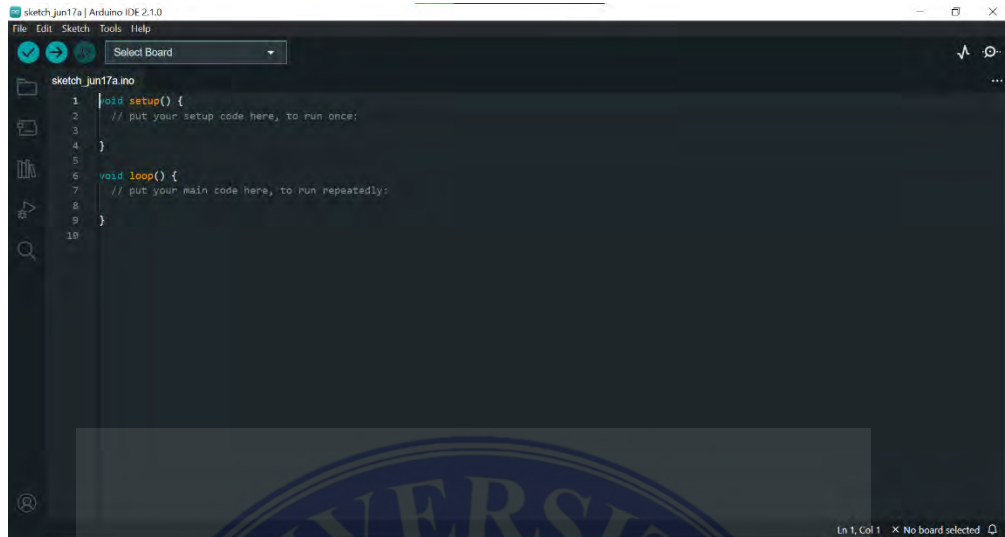 sketch_jun17a | Arduino IDE 2.1.0
File Edit Sketch Tools Help
Select Board
sketch_jun17a.ino
1 void setup() {
2 // put your setup code here, to run once:
3
4 }
5
6 void loop() {
7 // put your main code here, to run repeatedly:
8
9 }
10
Ln 1, Col 1 × No board selected